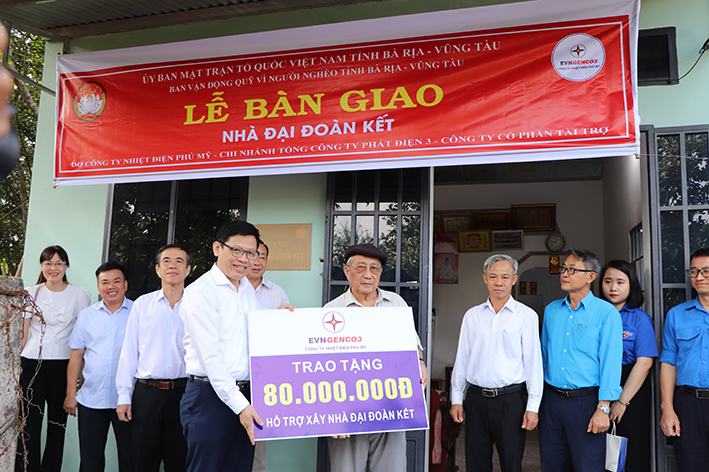 ỦY BAN MẶT TRẬN TỔ QUỐC VIỆT NAM TỈNH BÀ RỊA - VŨNG TÀU
BAN VẬN ĐỘNG QUỸ VÌ NGƯỜI NGHÈO TỈNH BÀ RỊA - VŨNG TÀU
EVNGENCO3
LỄ BÀN GIAO
NHÀ ĐẠI ĐOÀN KẾT
DO CÔNG TY NHIỆT ĐIỆN PHÚ MỸ - CHI NHÁNH TỔNG CÔNG TY PHÁT ĐIỆN 3 - CÔNG TY CỔ PHẦN TÀI TRỢ
EVNGENCO3
CÔNG TY NHIỆT ĐIỆN PHÚ MỸ
TRAO TẶNG
80.000.000Đ
HỖ TRỢ XÂY NHÀ ĐẠI ĐOÀN KẾT